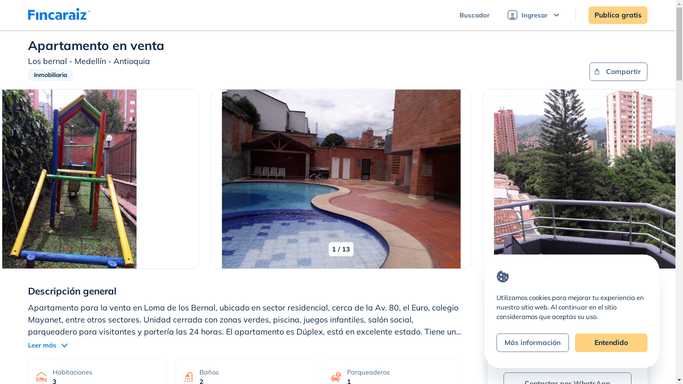 Fincaraiz
Buscador
Ingresar
Publica gratis
Apartamento en venta
Los bernal - Medellín - Antioquia
Inmobiliaria
Compartir
1 / 13
Descripción general
Apartamento para la venta en Loma de los Bernal, ubicado en sector residencial, cerca de la Av. 80, el Euro, colegio
Mayanet, entre otros sectores. Unidad cerrada con zonas verdes, piscina, juegos infantiles, salón social,
parqueadero para visitantes y portería las 24 horas. El apartamento es Dúplex, está en excelente estado. Tiene un...
Leer más
Habitaciones
3
Baños
2
Parqueaderos
1
Utilizamos cookies para mejorar tu experiencia en
nuestro sitio web. Al continuar en el sitio
consideramos que aceptas su uso.
Más información
Entendido
Contactar por WhatsApp